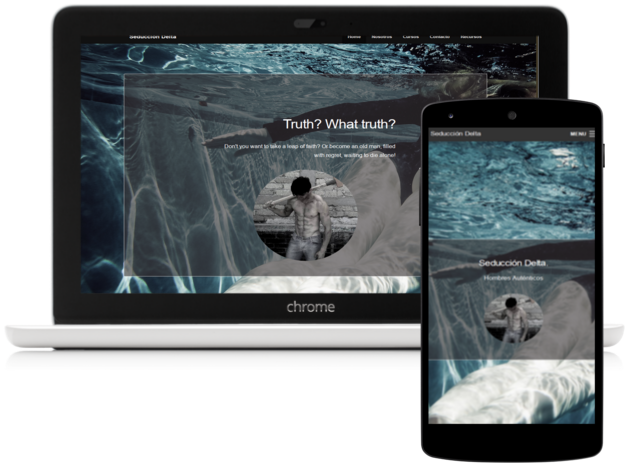 Seducción Delta
Home Nosotros Cursos Contacto Recursos
Truth? What truth?
Don't you want to take a leap of faith? Or become an old man, filled
with regret, waiting to die alone!
chrome
Seducción Delta
MENU
Seducción Delta
Hombres Auténticos